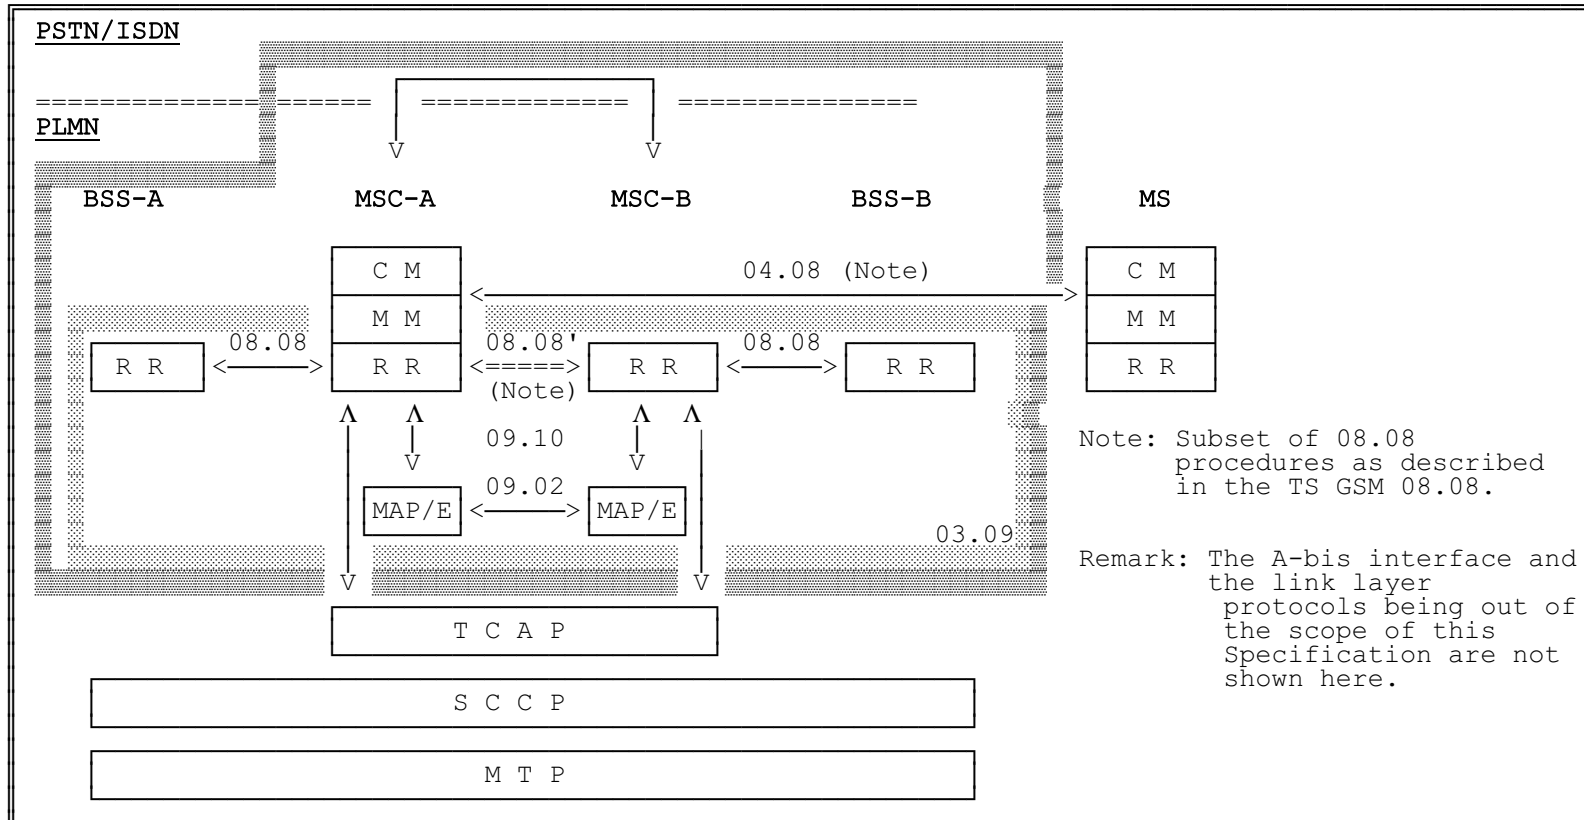 PSTN/ISDN
PLMN
BSS-A MSC-A MSC-B BSS-B MS
C M 04.08 (Note) C M
M M M M
08.08 08.08' 08.08
R R R R R R R R R R
(Note)
09.10
09.02
MAP/E MAP/E
03.09
T C A P
S C C P
M T P
Note: Subset of 08.08
procedures as described
in the TS GSM 08.08.
Remark: The A-bis interface and
the link layer
protocols being out of
the scope of this
Specification are not
shown here.